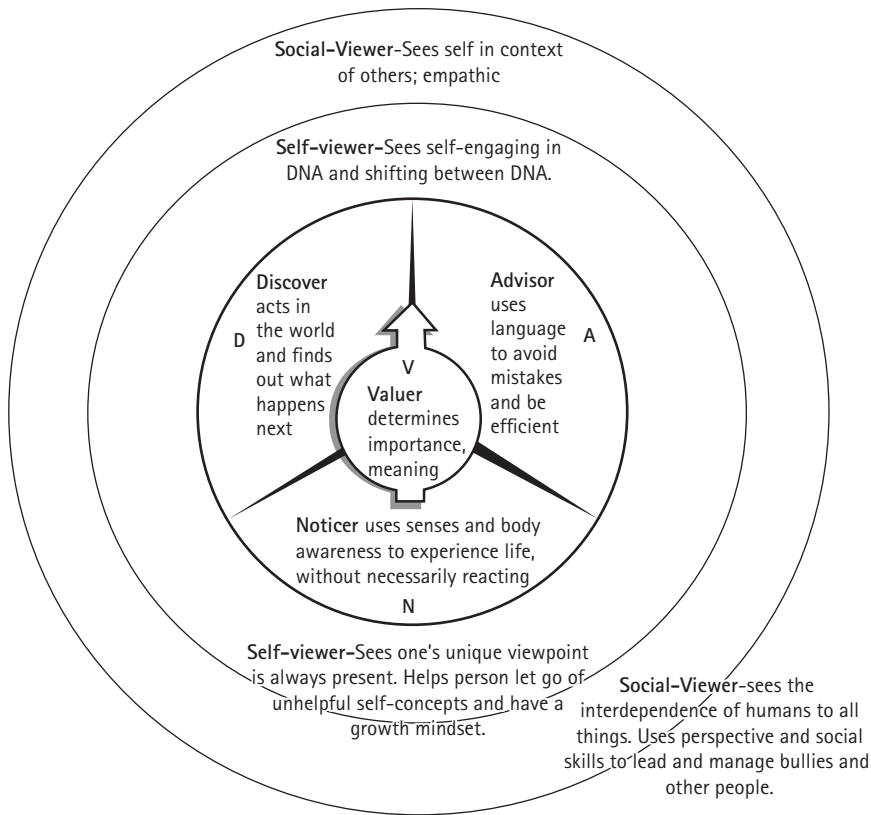 Social-Viewer-Sees self in context
of others; empathic
Self-viewer-Sees self-engaging in
DNA and shifting between DNA.
Discover
acts in
the world
and finds
out what
happens
next
D
Advisor
uses
language
to avoid
mistakes
and be
efficient
A
V
Valuer
determines
importance,
meaning
Noticer uses senses and body
awareness to experience life,
without necessarily reacting
N
Self-viewer-Sees one's unique viewpoint
is always present. Helps person let go of
unhelpful self-concepts and have a
growth mindset.
Social-Viewer-sees the
interdependence of humans to all
things. Uses perspective and social
skills to lead and manage bullies and
other people.